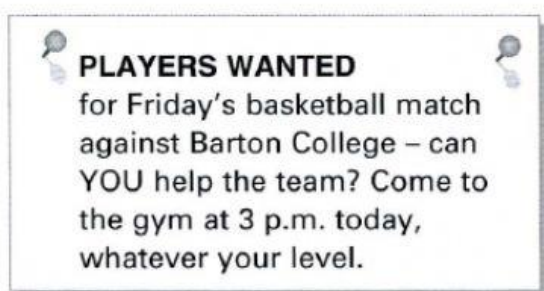 PLAYERS WANTED
for Friday's basketball match
against Barton College – can
YOU help the team? Come to
the gym at 3 p.m. today,
whatever your level.